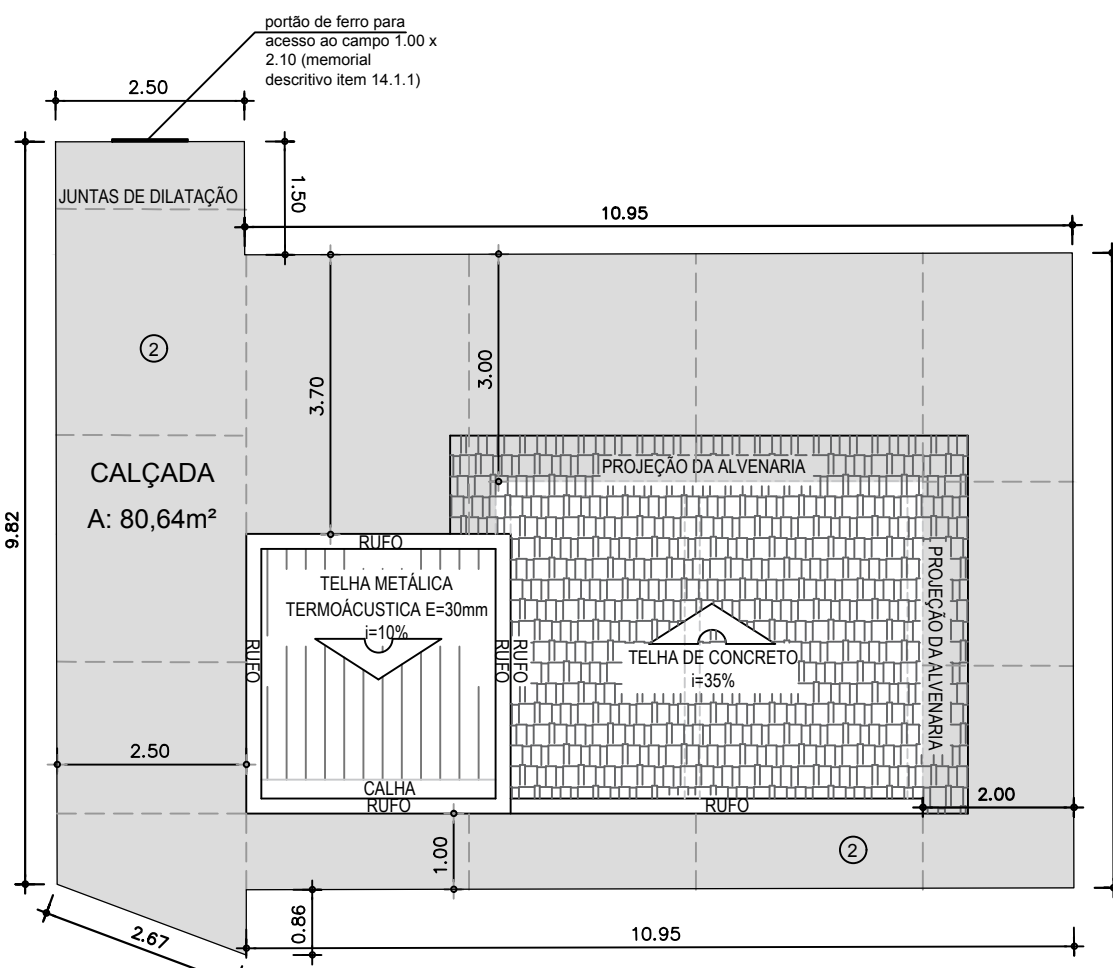 portão de ferro para
acesso ao campo 1.00 x
2.10 (memorial
descritivo item 14.1.1)
2.50
JUNTAS DE DILATAÇÃO
1.50
10.95
2
3.70
3.00
CALÇADA
A: 80,64m²
9.82
PROJEÇÃO DA ALVENARIA
RUFO
TELHA METÁLICA
TERMOÁCUSTICA E=30mm
i=10%
RUFO
RUFO
RUFO
TELHA DE CONCRETO
i=35%
PROJEÇÃO DA ALVENARIA
2.50
CALHA
RUFO
RUFO
2.00
1.00
2
0.86
2.67
10.95